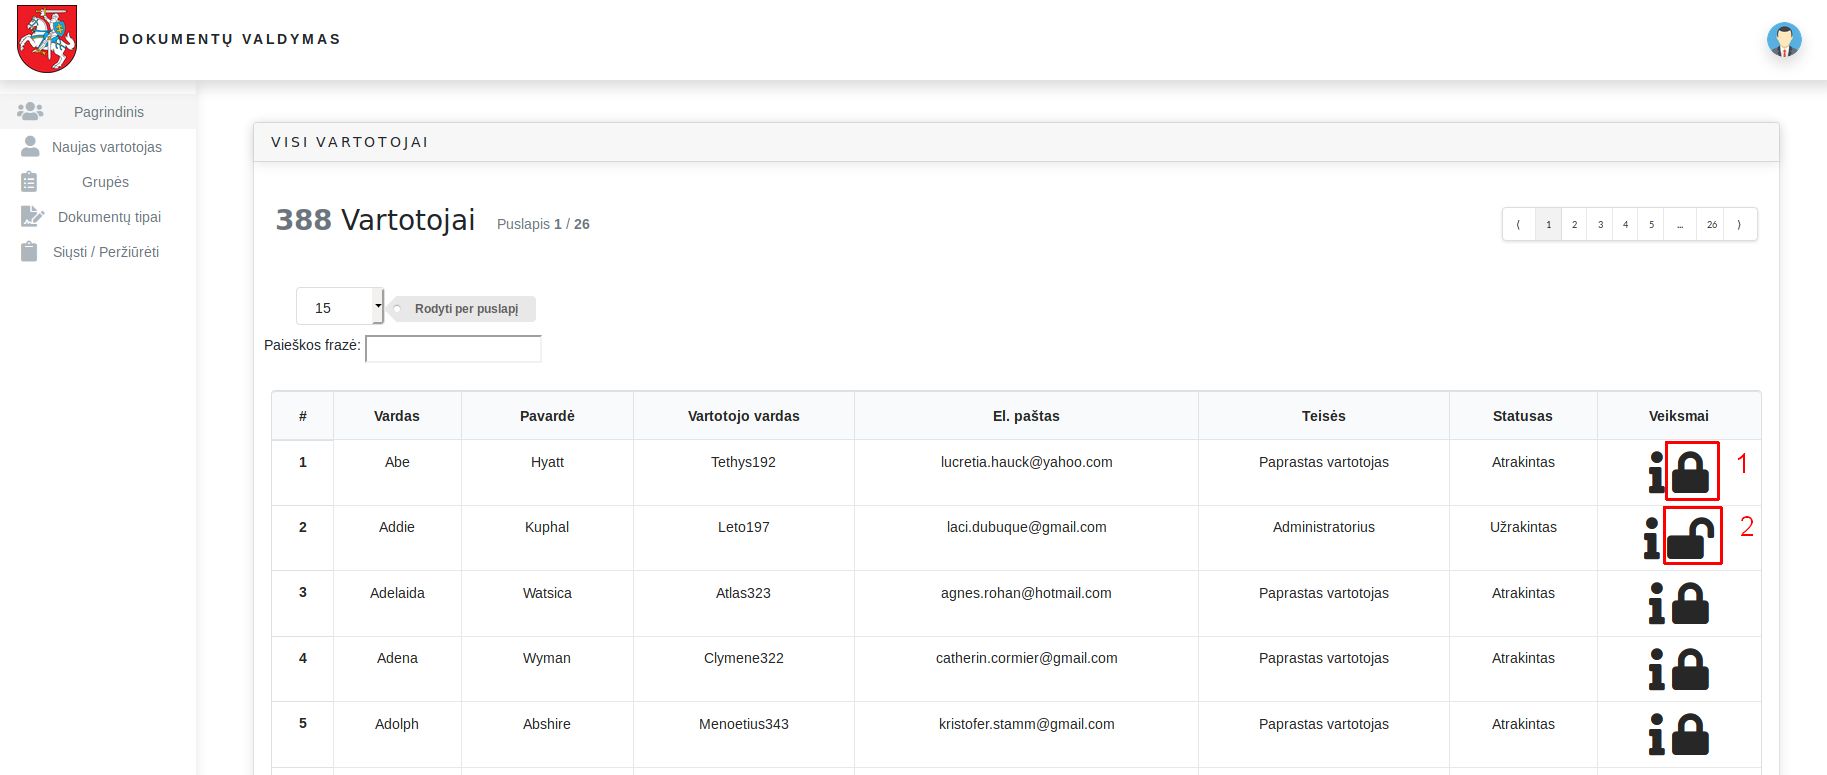 DOKUMENTŲ VALDYMAS
Pagrindinis
Naujas vartotojas
Grupės
Dokumentų tipai
Siųsti / Peržiūrėti
VISI VARTOTOJAI
388 Vartotojai Puslapis 1 / 26
⟨ 1 2 3 4 5 ... 26 ⟩
15 Rodyti per puslapį
Paieškos frazė:
# Vardas Pavardė Vartotojo vardas El. paštas Teisės Statusas Veiksmai
1 Abe Hyatt Tethys192 lucretia.hauck@yahoo.com Paprastas vartotojas Atrakintas 1
2 Addie Kuphal Leto197 laci.dubuque@gmail.com Administratorius Užrakintas 2
3 Adelaida Watsica Atlas323 agnes.rohan@hotmail.com Paprastas vartotojas Atrakintas
4 Adena Wyman Clymene322 catherin.cormier@gmail.com Paprastas vartotojas Atrakintas
5 Adolph Abshire Menoetius343 kristofer.stamm@gmail.com Paprastas vartotojas Atrakintas